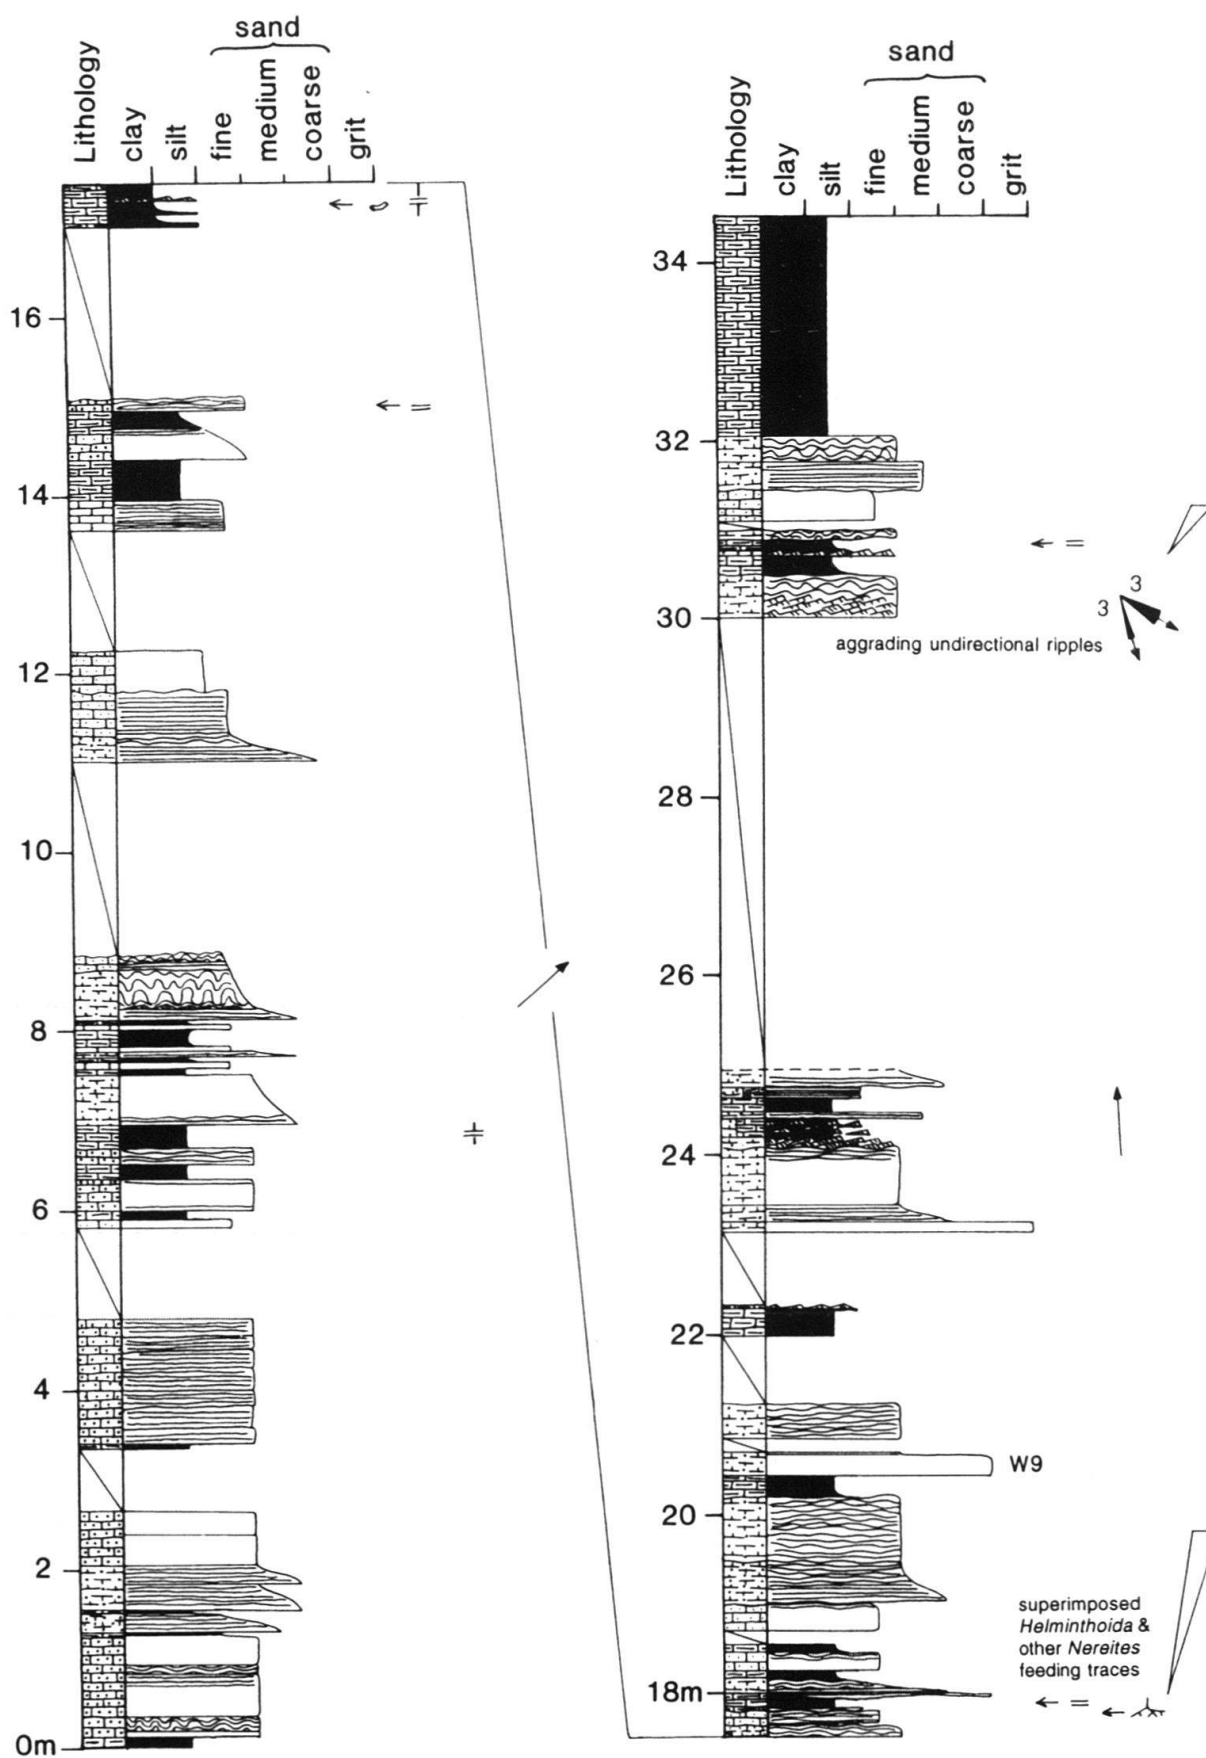 sand
Lithology
clay
silt
fine
medium
coarse
grit
16
14
12
10
8
6
4
2
0m
sand
Lithology
clay
silt
fine
medium
coarse
grit
34
32
30
3
3
aggrading undirectional ripples
28
26
24
22
W9
20
superimposed
Helminthoida &
other Nereites
feeding traces
18m